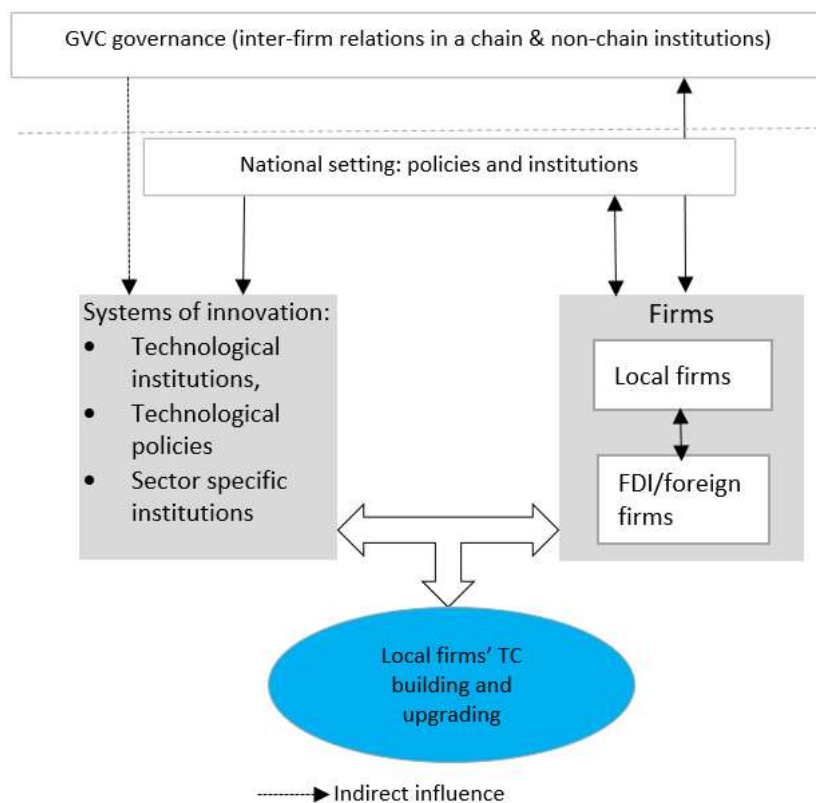 GVC governance (inter-firm relations in a chain & non-chain institutions)
National setting: policies and institutions
Systems of innovation:
• Technological
institutions,
• Technological
policies
• Sector specific
institutions
Firms
Local firms
FDI/foreign
firms
Local firms’ TC
building and
upgrading
Indirect influence